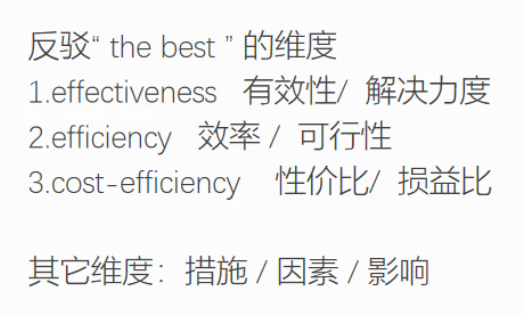 反驳“ the best ”的维度
1.effectiveness 有效性/ 解决力度
2.efficiency 效率 / 可行性
3.cost-efficiency 性价比/ 损益比
其它维度：措施 / 因素 / 影响